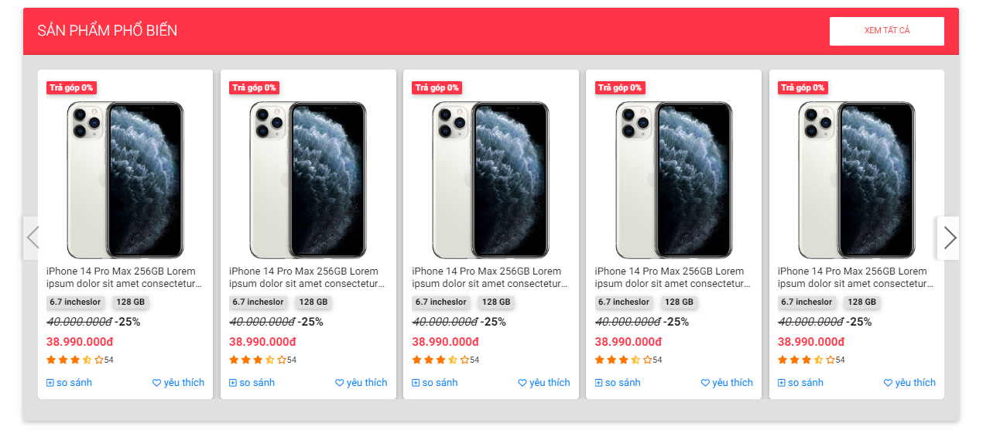 SẢN PHẨM PHỔ BIẾN
XEM TẤT CẢ
Trả góp 0%
iPhone 14 Pro Max 256GB Lorem
ipsum dolor sit amet consectetur...
6.7 incheslor 128 GB
40.000.000đ -25%
38.990.000đ
54
so sánh yêu thích
Trả góp 0%
iPhone 14 Pro Max 256GB Lorem
ipsum dolor sit amet consectetur...
6.7 incheslor 128 GB
40.000.000đ -25%
38.990.000đ
54
so sánh yêu thích
Trả góp 0%
iPhone 14 Pro Max 256GB Lorem
ipsum dolor sit amet consectetur...
6.7 incheslor 128 GB
40.000.000đ -25%
38.990.000đ
54
so sánh yêu thích
Trả góp 0%
iPhone 14 Pro Max 256GB Lorem
ipsum dolor sit amet consectetur...
6.7 incheslor 128 GB
40.000.000đ -25%
38.990.000đ
54
so sánh yêu thích
Trả góp 0%
iPhone 14 Pro Max 256GB Lorem
ipsum dolor sit amet consectetur...
6.7 incheslor 128 GB
40.000.000đ -25%
38.990.000đ
54
so sánh yêu thích